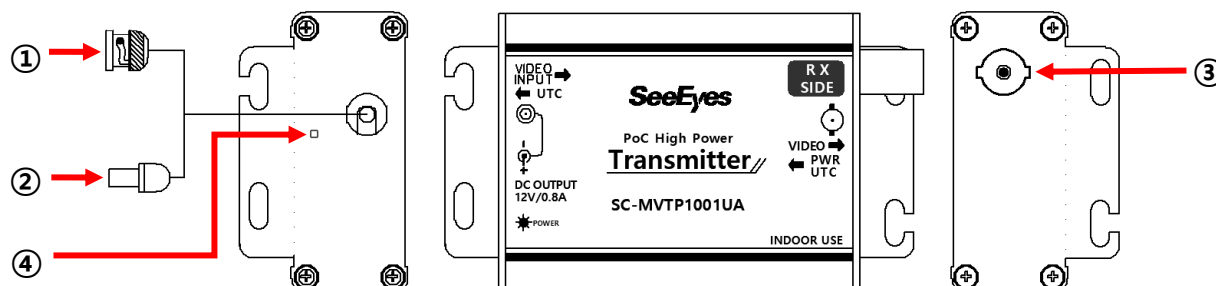 ①
②
④
VIDEO
INPUT
UTC
-
+
DC OUTPUT
12V/0.8A
POWER
SeeEyes
PoC High Power
Transmitter
SC-MVTP1001UA
RX
SIDE
VIDEO
PWR
UTC
INDOOR USE
③